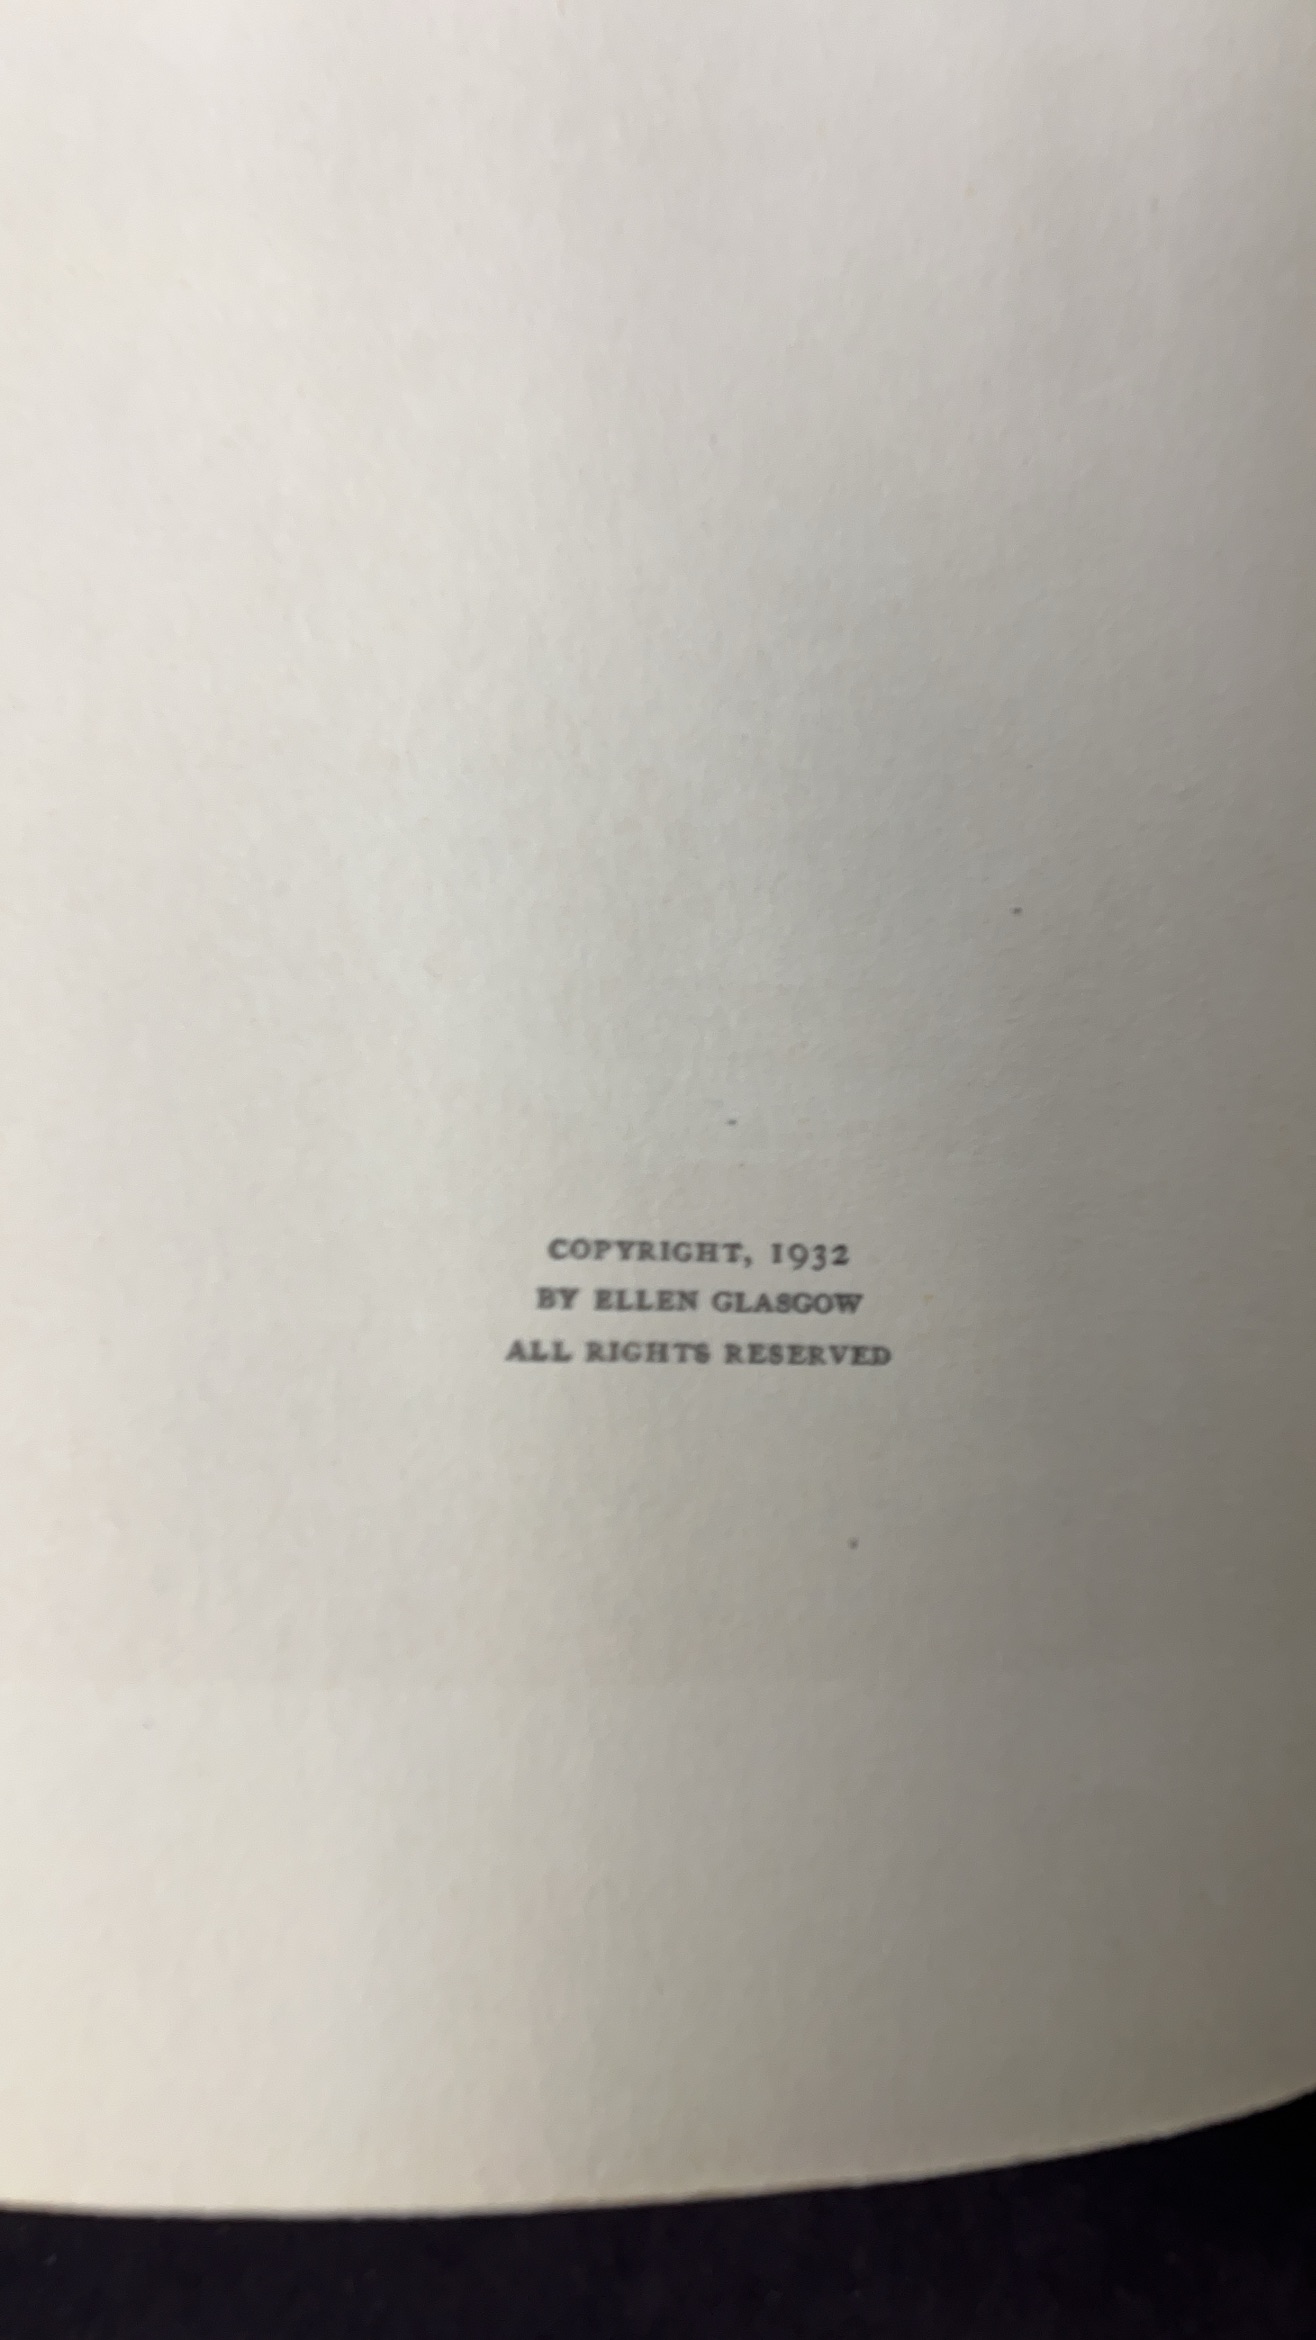 COPYRIGHT, 1932
BY ELLEN GLASGOW
ALL RIGHTS RESERVED